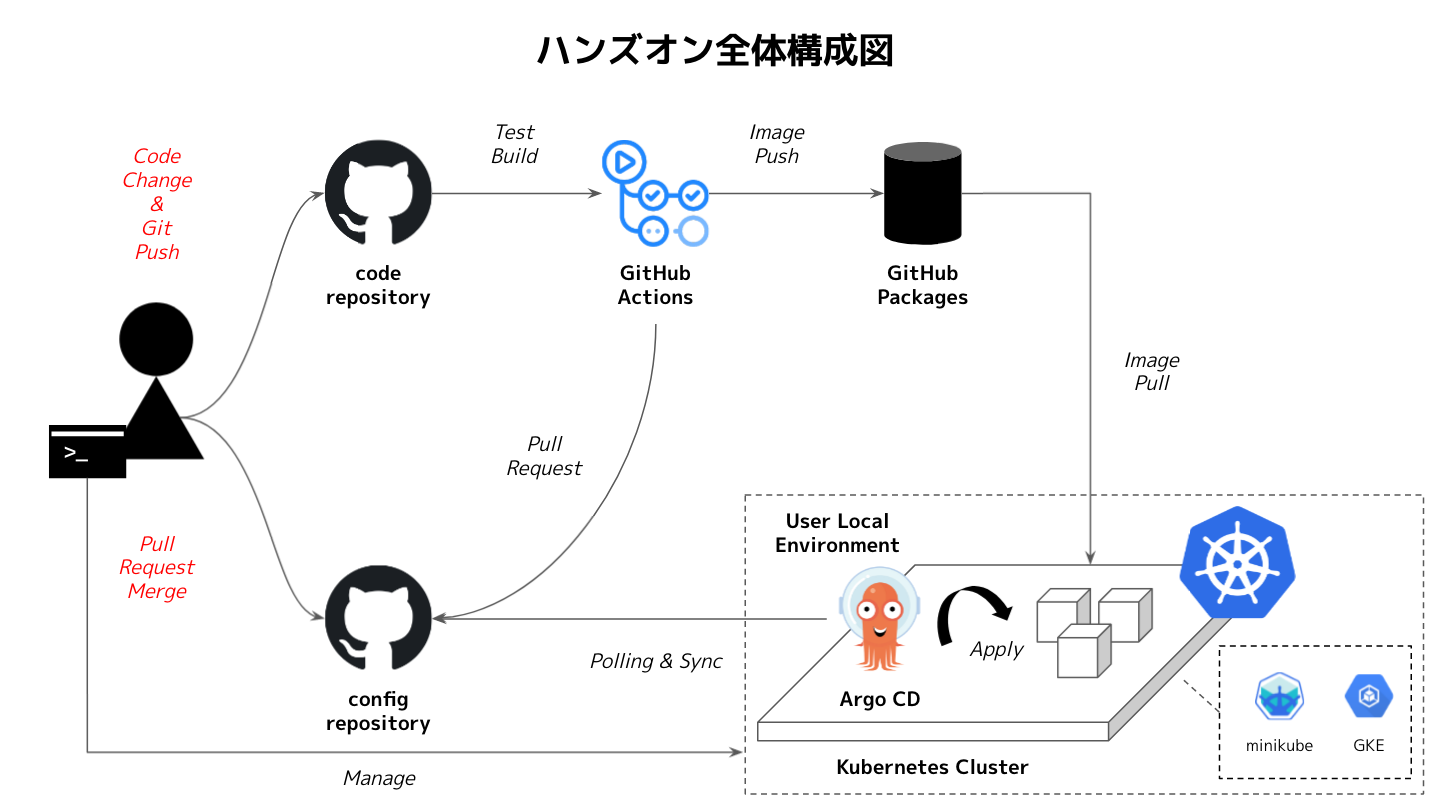 ハンズオン全体構成図
Code
Change
&
Git
Push
Test
Build
Image
Push
code
repository
GitHub
Actions
GitHub
Packages
Image
Pull
>_
Pull
Request
Pull
Request
Merge
User Local
Environment
Apply
Polling & Sync
config
repository
Argo CD
minikube
GKE
Kubernetes Cluster
Manage